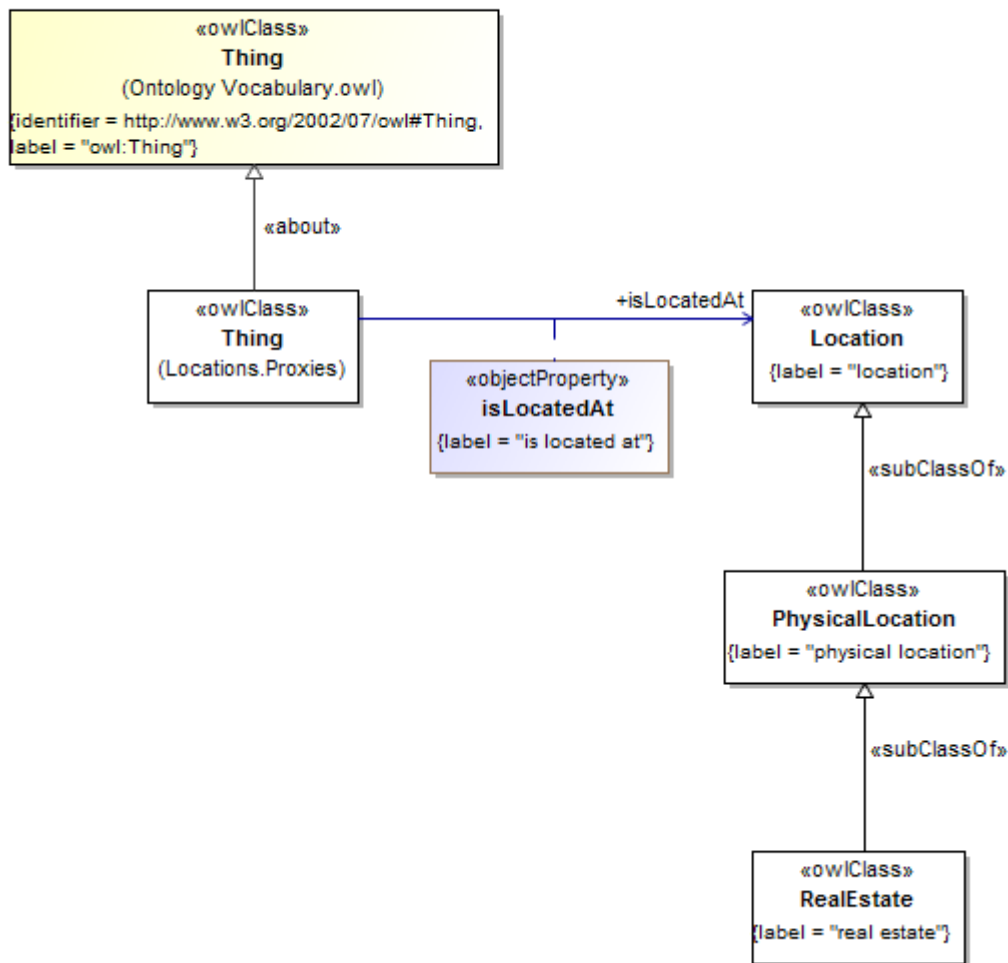 «owlClass»
Thing
(Ontology Vocabulary.owl)
{identifier = http://www.w3.org/2002/07/owl#Thing,
label = "owl:Thing"}
«about»
«owlClass»
Thing
(Locations.Proxies)
+isLocatedAt
«owlClass»
Location
{label = "location"}
«objectProperty»
isLocatedAt
{label = "is located at"}
«subClassOf»
«owlClass»
PhysicalLocation
{label = "physical location"}
«subClassOf»
«owlClass»
RealEstate
{label = "real estate"}